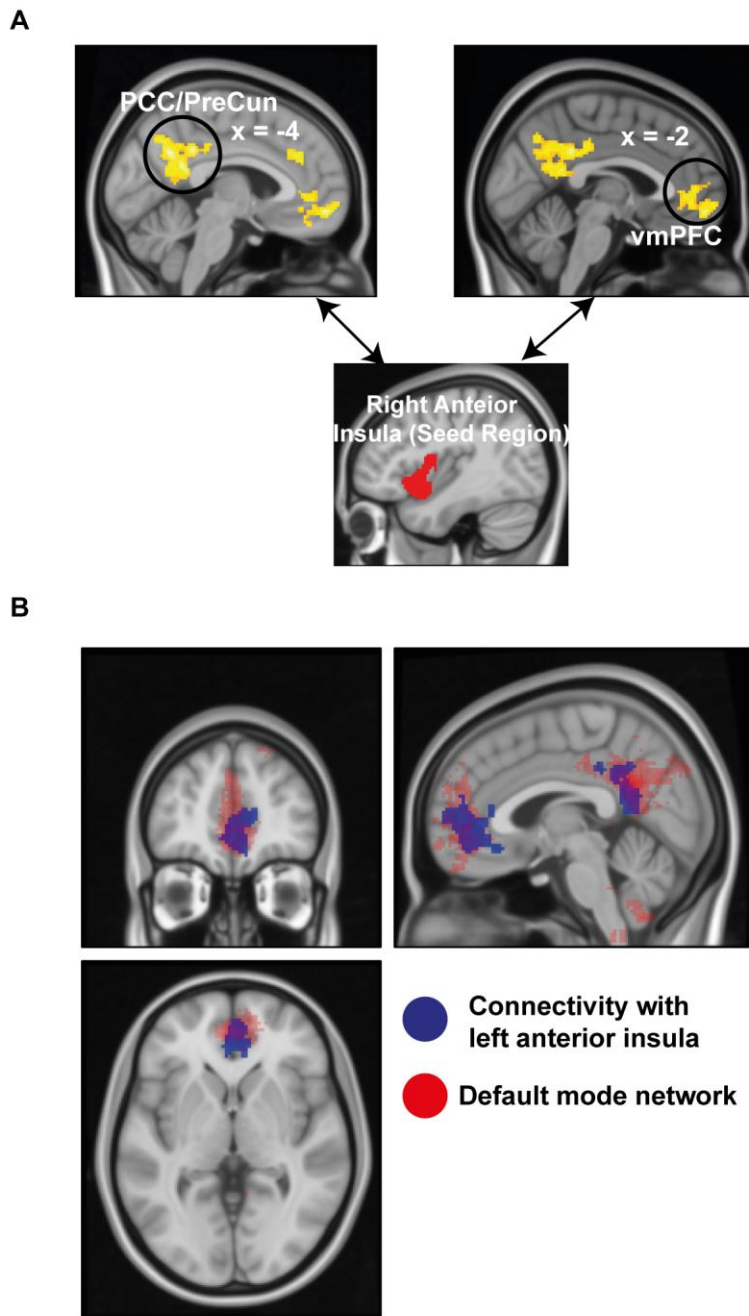 A
PCC/PreCun
x = -4
x = -2
vmPFC
Right Anteior
Insula (Seed Region)
B
Connectivity with
left anterior insula
Default mode network